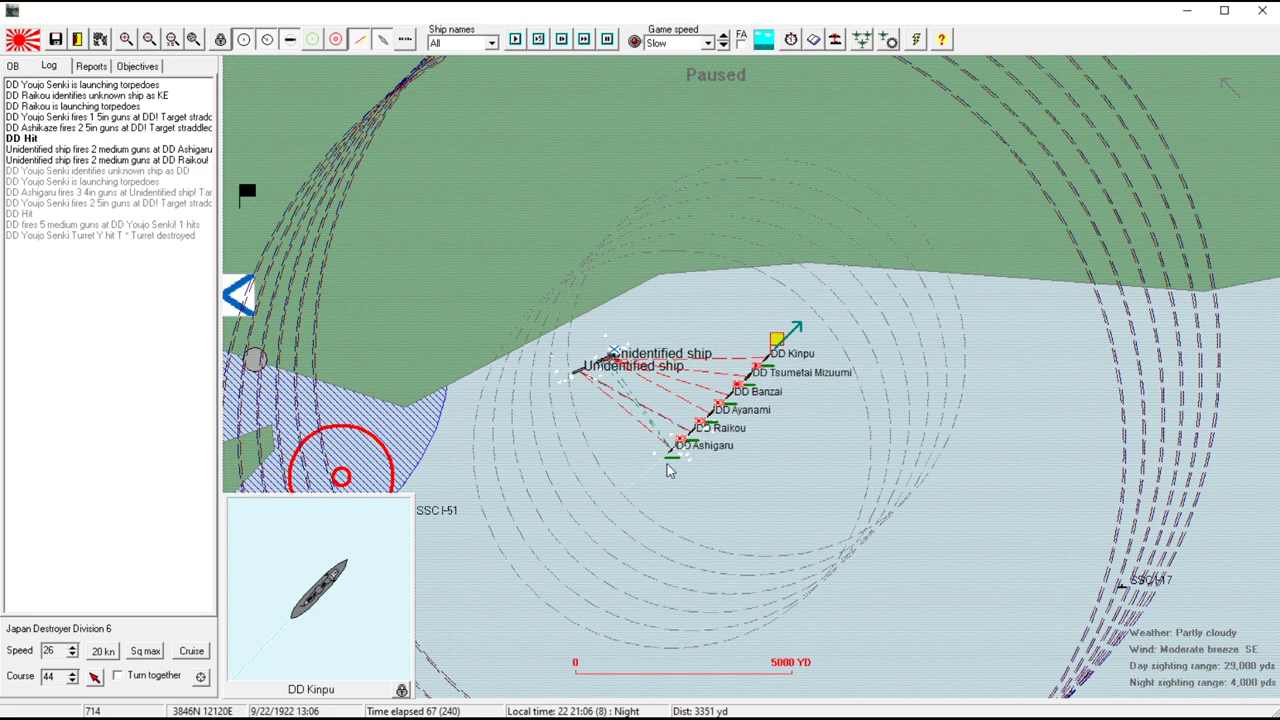 Ship names
All
Game speed
Slow
FA
OB
Log
Reports
Objectives
DD Youjo Senki is launching torpedoes
DD Raikou identifies unknown ship as KE
DD Raikou is launching torpedoes
DD Youjo Senki fires 1 5in guns at DD! Target stradc
DD Ashikaze fires 2 5in guns at DD! Target straddlec
DD Hit
Unidentified ship fires 2 medium guns at DD Ashigaru
Unidentified ship fires 2 medium guns at DD Raikou!
DD Youjo Senki identifies unknown ship as DD
DD Youjo Senki is launching torpedoes
DD Ashigaru fires 3 4in guns at Unidentified ship! Tar
DD Youjo Senki fires 2 5in guns at DD! Target stradc
DD Hit
DD fires 5 medium guns at DD Youjo Senki! 1 hits
DD Youjo Senki Turret Y hit T * Turret destroyed
Paused
Unidentified ship
Unidentified ship
DD Kinpu
DD Tsumetai Mizuumi
DD Banzai
DD Ayanami
DD Raikou
DD Ashigaru
SSC I-51
SSC I-17
0 5000 YD
Weather: Partly cloudy
Wind: Moderate breeze SE
Day sighting range: 29,000 yds
Night sighting range: 4,000 yds
Japan Destroyer Division 6
Speed 26 20 kn Sq max Cruise
Course 44 Turn together
DD Kinpu
714 3846N 12120E 9/22/1922 13:06 Time elapsed 67 (240) Local time: 22 21:06 (8) : Night Dist: 3351 yd